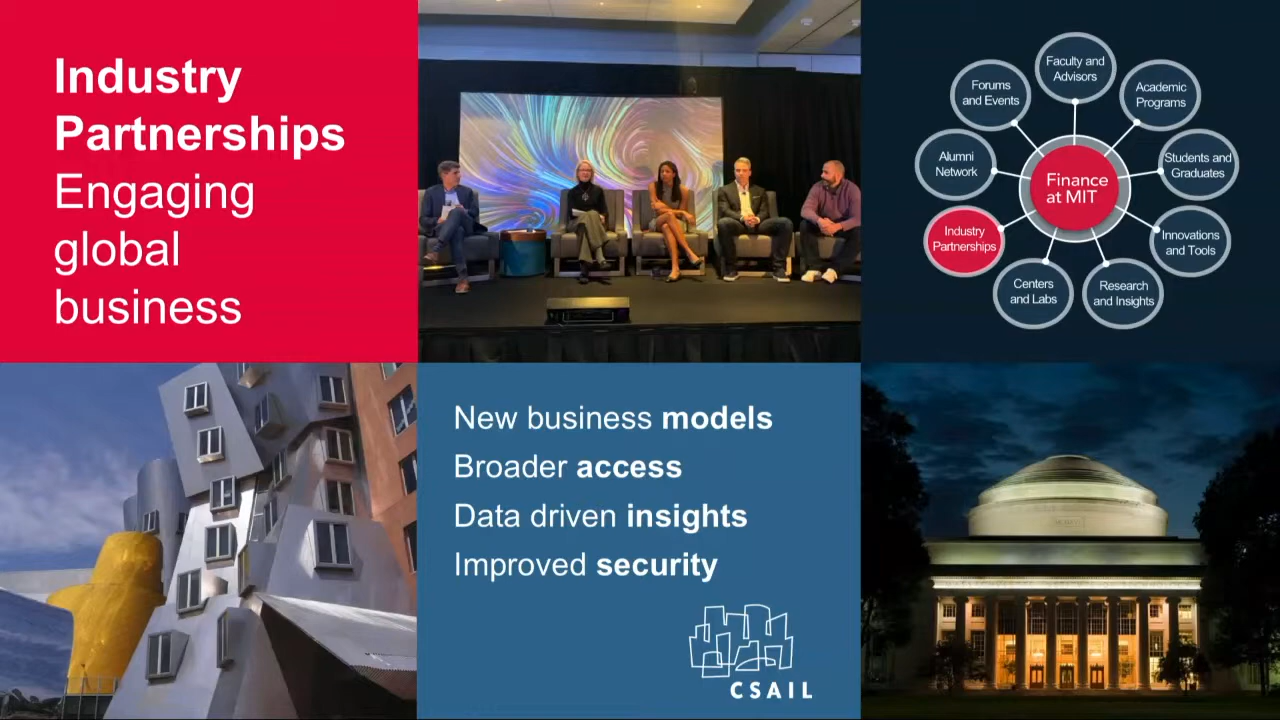 Industry
Partnerships
Engaging
global
business
Faculty and
Advisors
Academic
Programs
Students and
Graduates
Innovations
and Tools
Research
and Insights
Centers
and Labs
Industry
Partnerships
Alumni
Network
Forums
and Events
Finance
at MIT
New business models
Broader access
Data driven insights
Improved security
CSAIL